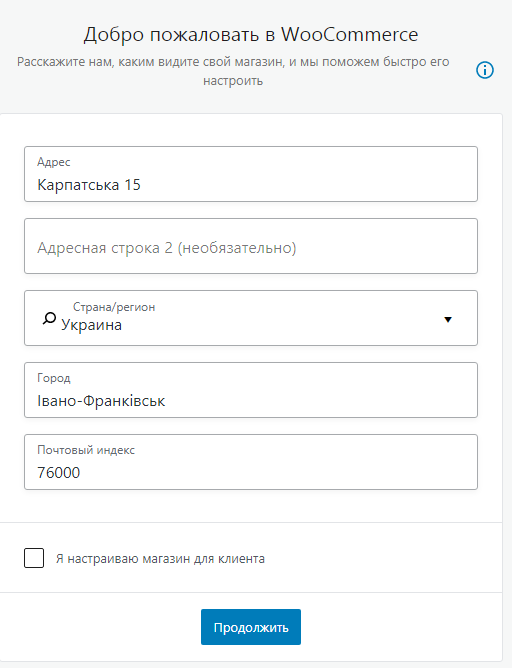 Добро пожаловать в WooCommerce
Расскажите нам, каким видите свой магазин, и мы поможем быстро его
настроить
Адрес
Карпатська 15
Адресная строка 2 (необязательно)
Страна/регион
Украина
Город
Івано-Франківськ
Почтовый индекс
76000
Я настраиваю магазин для клиента
Продолжить